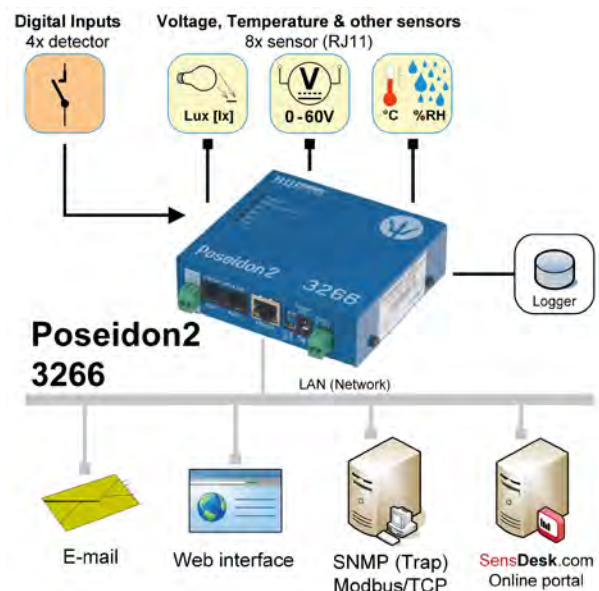 Digital Inputs
4x detector
Voltage, Temperature & other sensors
8x sensor (RJ11)
Lux [lx]
V
0-60V
°C %RH
Poseidon2
3266
Logger
Poseidon2
3266
LAN (Network)
E-mail
Web interface
SNMP (Trap)
Modbus/TCP
SensDesk.com
Online portal